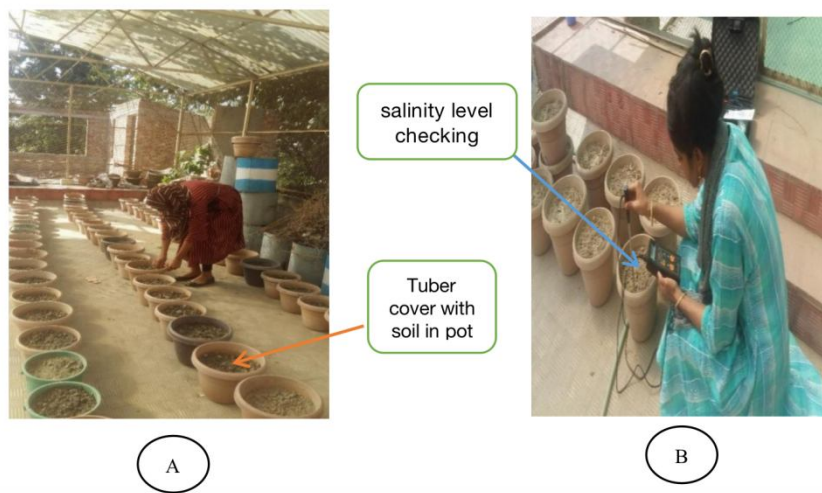 salinity level
checking
Tuber
cover with
soil in pot
A
B